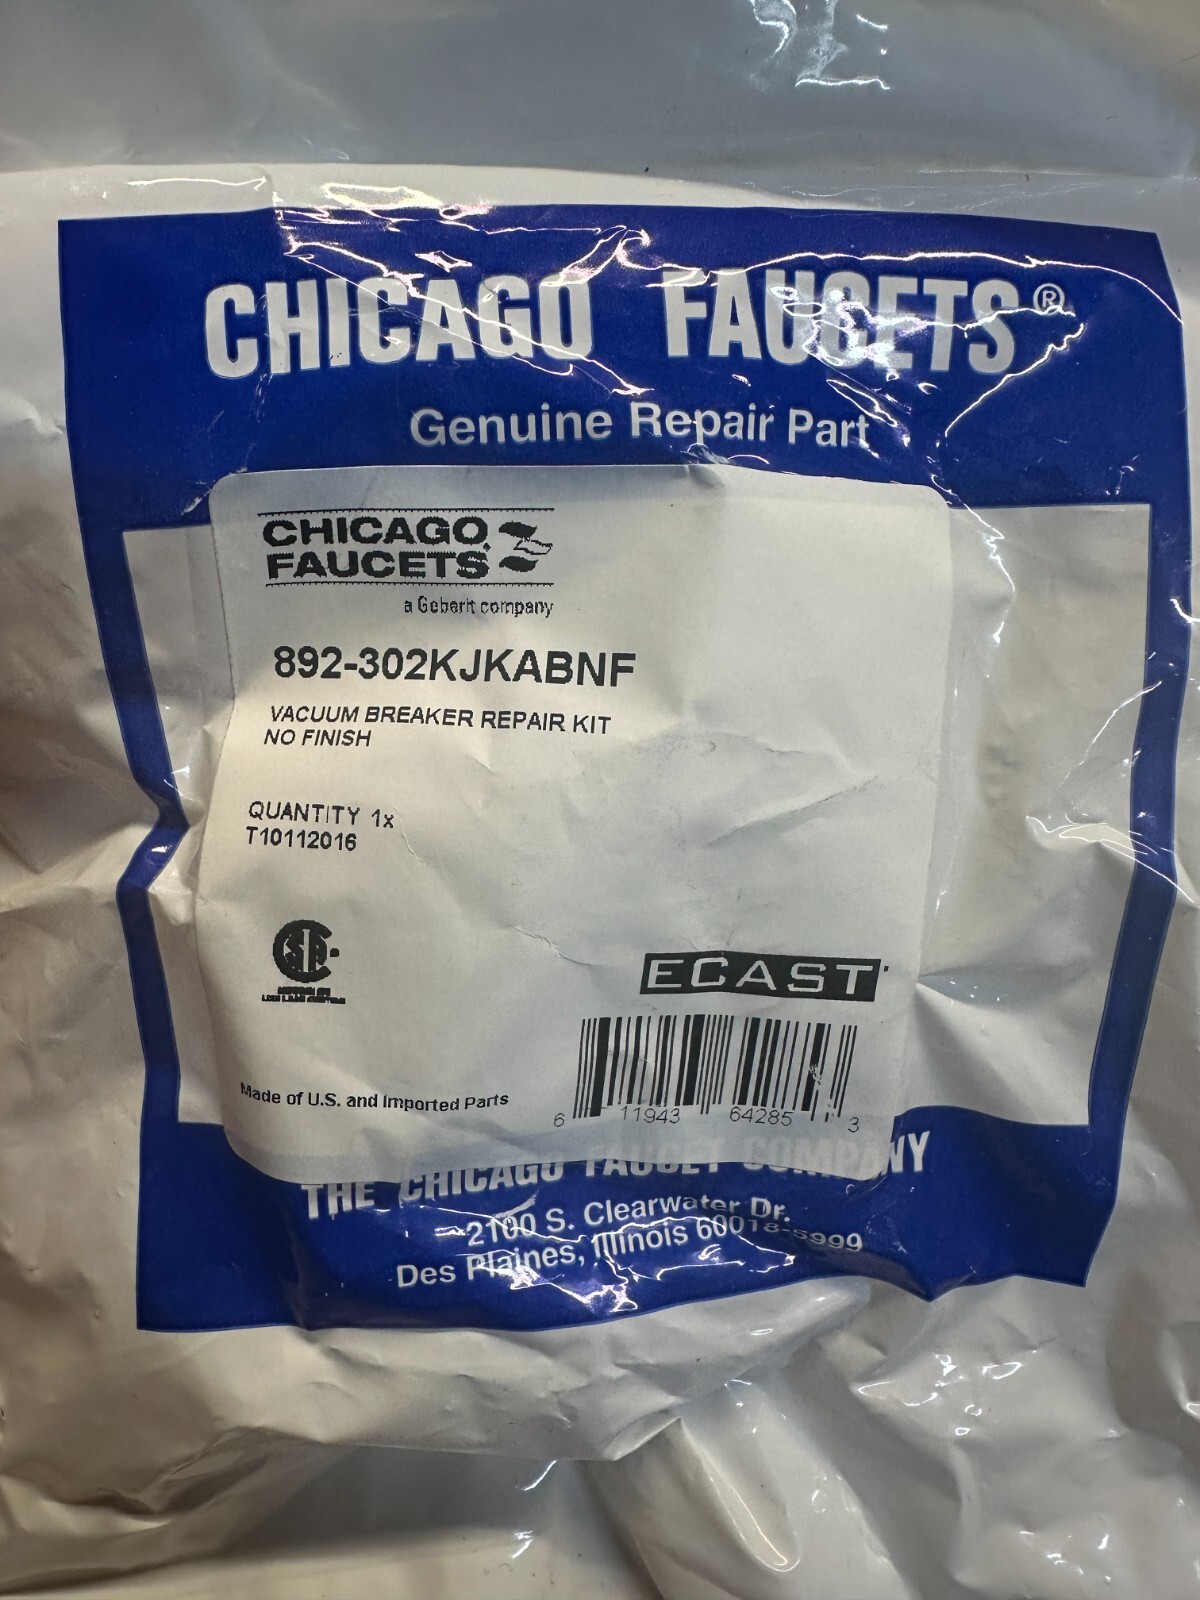 CHICAGO FAUCETS®
Genuine Repair Part
CHICAGO
FAUCETS
a Geberit company
892-302KJKABNF
VACUUM BREAKER REPAIR KIT
NO FINISH
QUANTITY 1x
T10112016
ECAST
Made of U.S. and Imported Parts
6 11943 64285 3
THE CHICAGO FAUCET COMPANY
2100 S. Clearwater Dr.
Des Plaines, Illinois 60018-5999